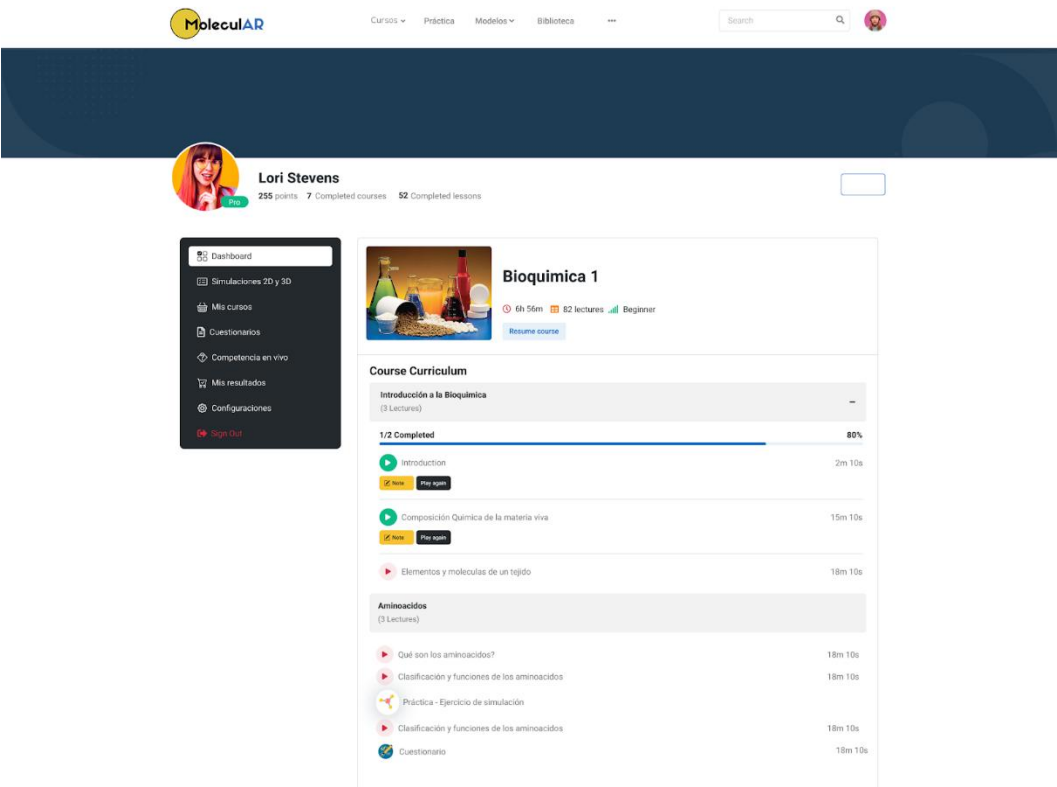 MoleculAR
Cursos Práctica Modelos Biblioteca ••• Search
Lori Stevens
Pro
255 points 7 Completed courses 52 Completed lessons
Dashboard
Simulaciones 2D y 3D
Mis cursos
Cuestionarios
Competencia en vivo
Mis resultados
Configuraciones
Sign Out
Bioquimica 1
6h 56m 82 lectures Beginner
Resume course
Course Curriculum
Introducción a la Bioquimica
(3 Lectures)
1/2 Completed 80%
Introduction 2m 10s
Note Play again
Composición Quimica de la materia viva 15m 10s
Note Play again
Elementos y moleculas de un tejido 18m 10s
Aminoacidos
(3 Lectures)
Qué son los aminoacidos? 18m 10s
Clasificación y funciones de los aminoacidos 18m 10s
Práctica - Ejercicio de simulación
Clasificación y funciones de los aminoacidos 18m 10s
Cuestionario 18m 10s